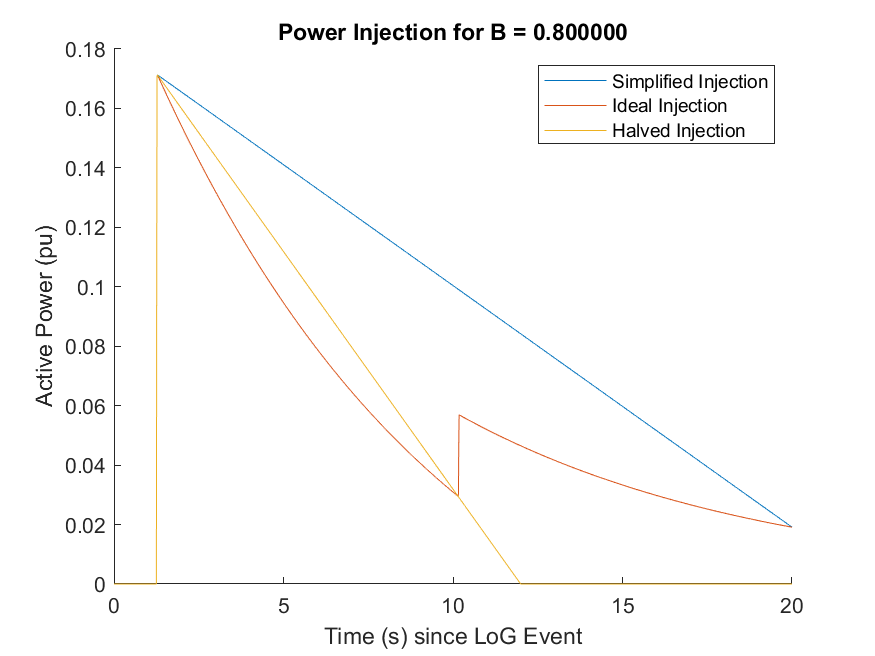 Power Injection for B = 0.800000
0.18
0.16
0.14
0.12
0.1
0.08
0.06
0.04
0.02
0
Active Power (pu)
Simplified Injection
Ideal Injection
Halved Injection
0 5 10 15 20
Time (s) since LoG Event